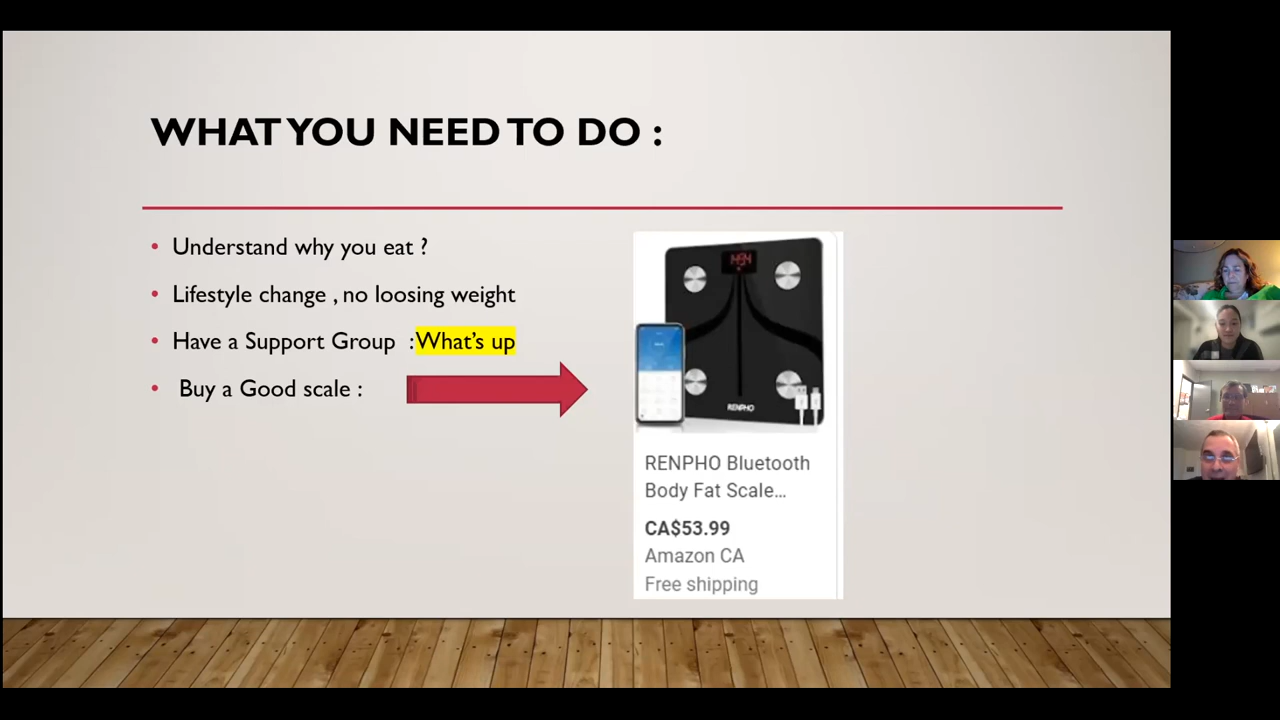 WHAT YOU NEED TO DO :
• Understand why you eat ?
• Lifestyle change , no loosing weight
• Have a Support Group : What's up
• Buy a Good scale :
RENPHO
RENPHO Bluetooth
Body Fat Scale...
CA$53.99
Amazon CA
Free shipping